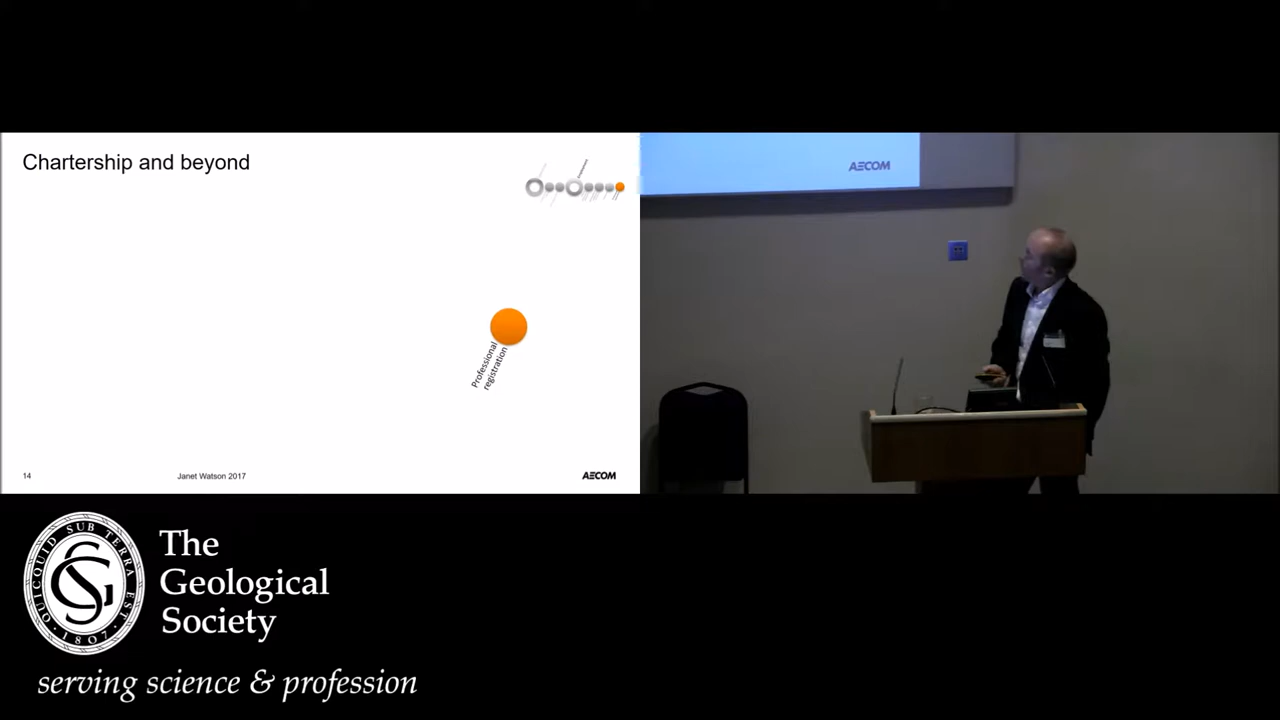 Chartership and beyond
Professional
registration
14
Janet Watson 2017
AECOM
AECOM
QUICQUID SUB TERRA EST
1807
The
Geological
Society
serving science & profession